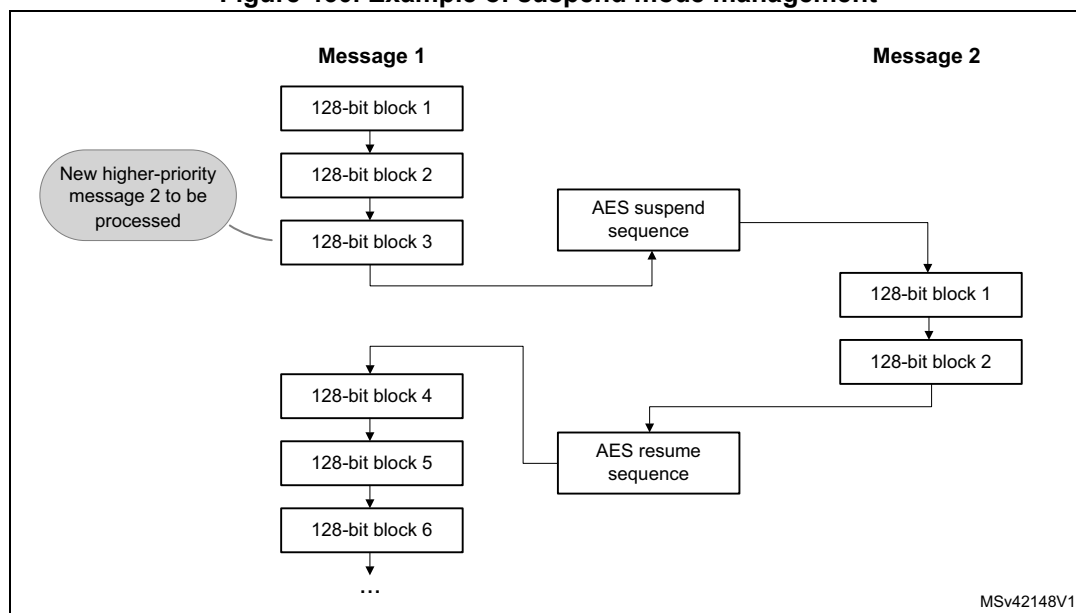 Example of suspend mode management
Message 1
Message 2
128-bit block 1
128-bit block 2
128-bit block 3
New higher-priority
message 2 to be
processed
AES suspend
sequence
128-bit block 1
128-bit block 2
AES resume
sequence
128-bit block 4
128-bit block 5
128-bit block 6
...
MSv42148V1